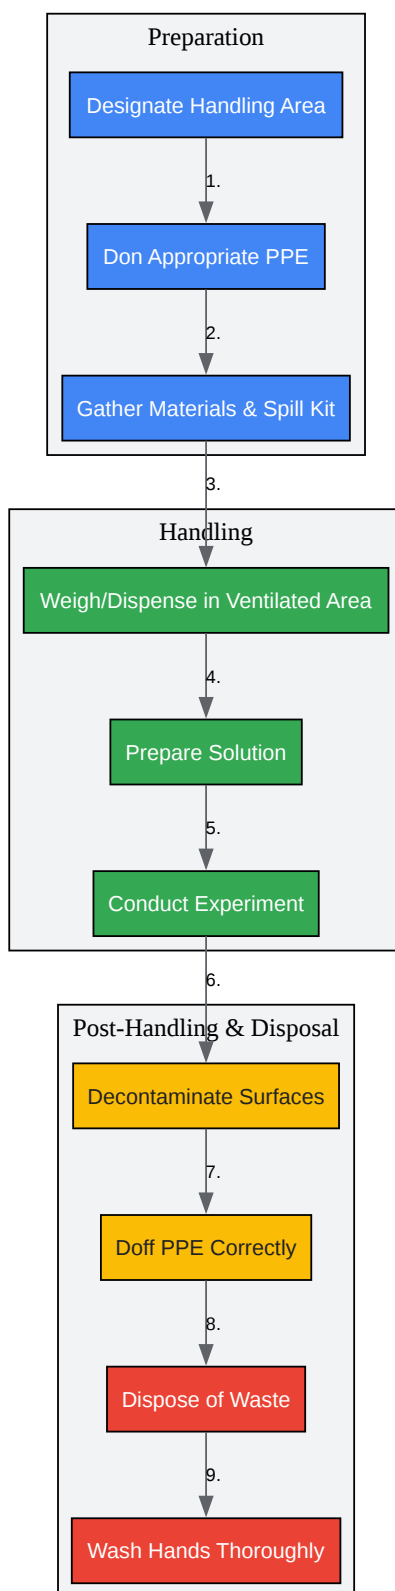 Preparation
Designate Handling Area
1.
Don Appropriate PPE
2.
Gather Materials & Spill Kit
3.
Handling
Weigh/Dispense in Ventilated Area
4.
Prepare Solution
5.
Conduct Experiment
6.
Post-Handling & Disposal
Decontaminate Surfaces
7.
Doff PPE Correctly
8.
Dispose of Waste
9.
Wash Hands Thoroughly